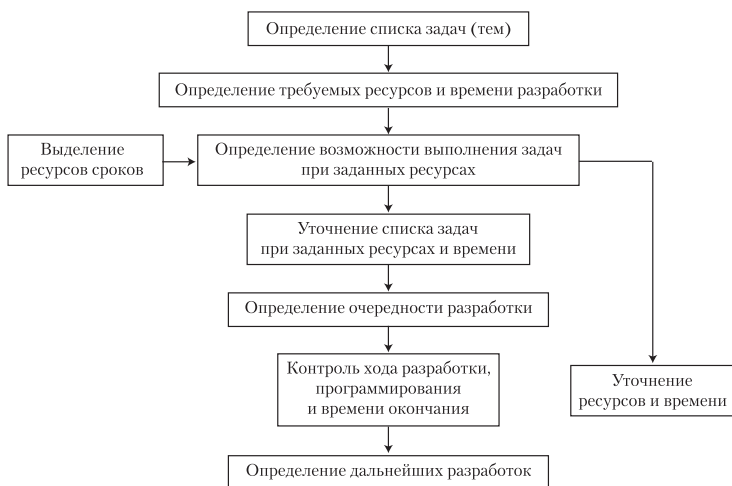 Определение списка задач (тем)
Определение требуемых ресурсов и времени разработки
Выделение
ресурсов сроков
Определение возможности выполнения задач
при заданных ресурсах
Уточнение списка задач
при заданных ресурсах и времени
Определение очередности разработки
Контроль хода разработки,
программирования
и времени окончания
Уточнение
ресурсов и времени
Определение дальнейших разработок